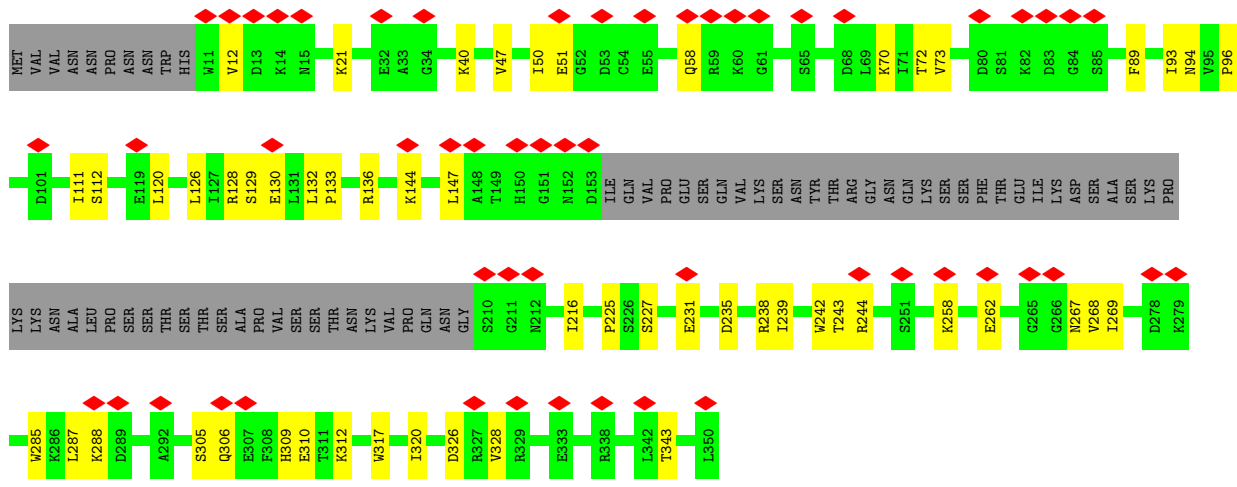 MET VAL VAL ASN ASN PRO ASN ASN TRP HIS W11 V12 D13 K14 N15 K21 E32 A33 G34 K40 V47 I50 E51 G52 D53 C54 E55 Q58 R59 K60 G61 S65 D68 L69 K70 I71 T72 V73 D80 S81 K82 D83 G84 S85 F89 I93 N94 V95 P96
D101 I111 S112 E119 L120 L126 I127 R128 S129 E130 L131 L132 P133 R136 K144 L147 A148 T149 H150 G151 N152 D153 ILE GLN VAL PRO GLU SER GLN VAL LYS SER ASN TYR THR ARG GLY ASN GLN LYS SER SER PHE THR GLU ILE LYS ASP SER ALA SER LYS PRO
LYS LYS ASN ALA LEU PRO SER SER THR SER THR SER ALA PRO VAL SER SER THR ASN LYS VAL PRO GLN ASN GLY S210 G211 N212 I216 P225 S226 S227 E231 D235 R238 I239 W242 T243 R244 S251 K258 E262 G265 G266 N267 V268 I269 D278 K279
W285 K286 L287 K288 D289 A292 S305 Q306 E307 F308 H309 E310 T311 K312 W317 I320 D326 R327 V328 R329 E333 R338 L342 T343 L350